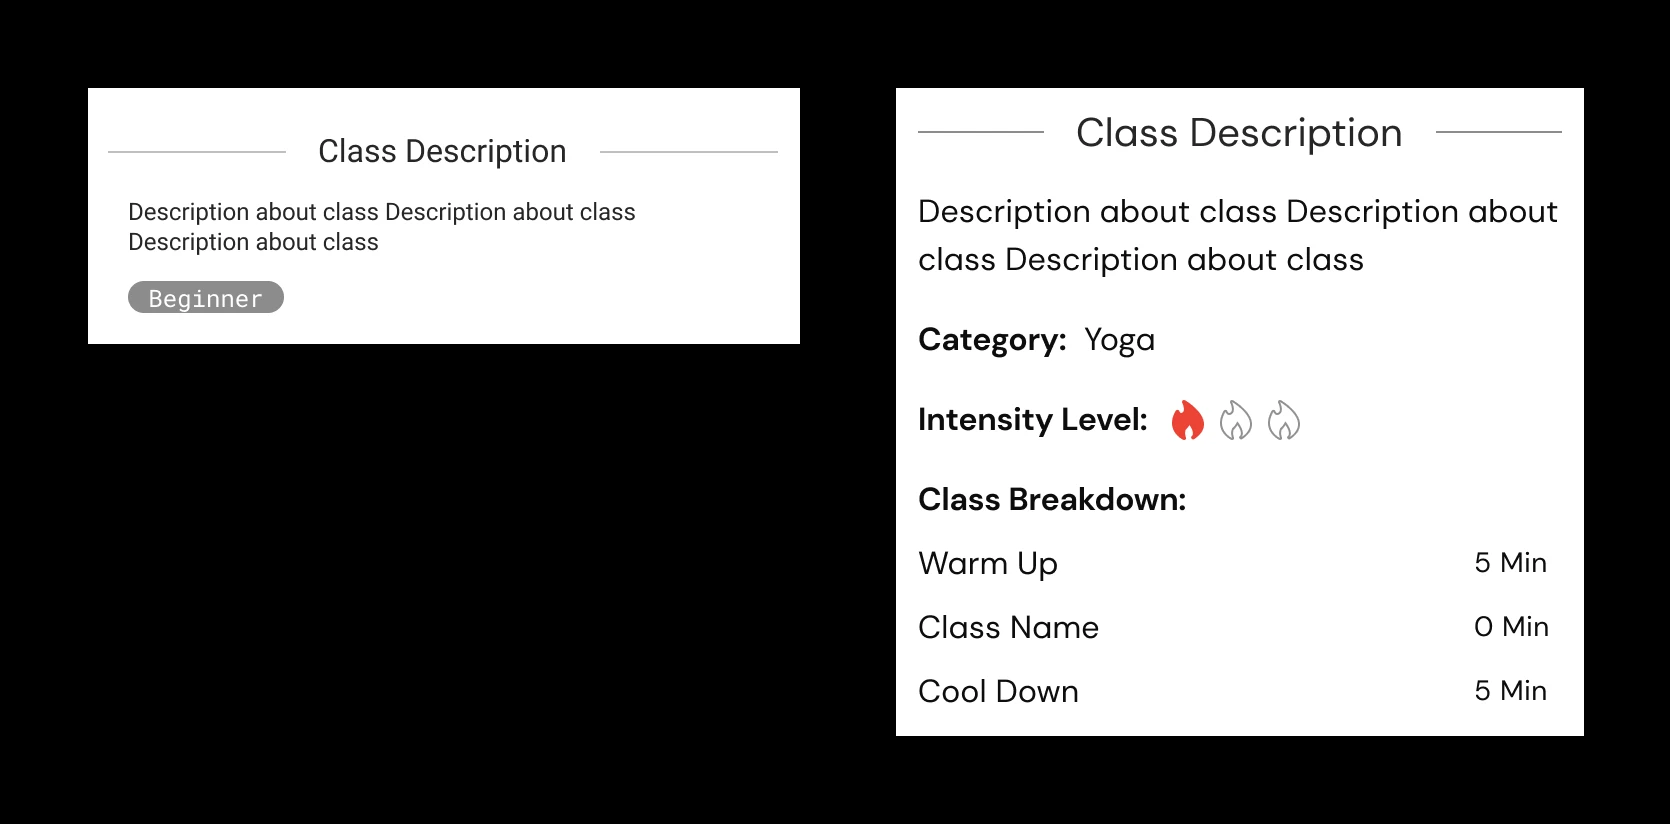 Class Description
Description about class Description about class
Description about class
Beginner
Class Description
Description about class Description about
class Description about class
Category: Yoga
Intensity Level:
Class Breakdown:
Warm Up 5 Min
Class Name 0 Min
Cool Down 5 Min